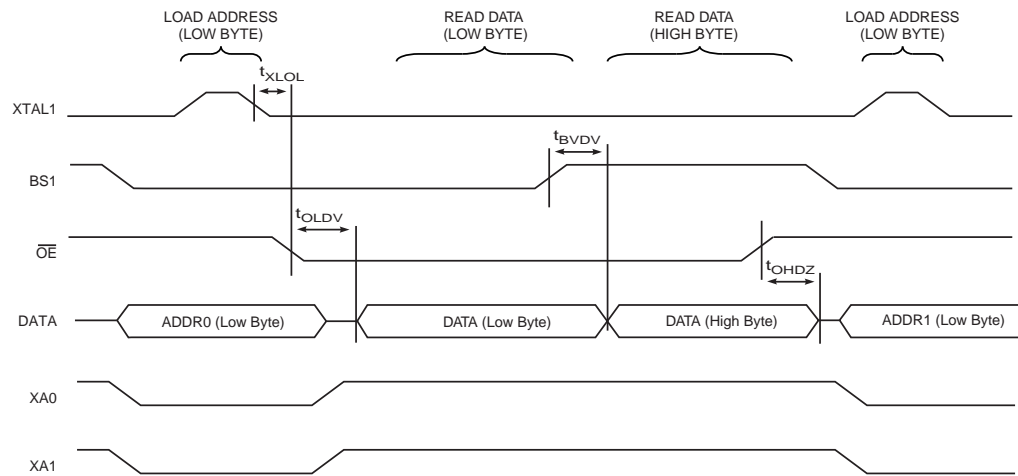 LOAD ADDRESS
(LOW BYTE)
READ DATA
(LOW BYTE)
READ DATA
(HIGH BYTE)
LOAD ADDRESS
(LOW BYTE)
tXLOL
XTAL1
tBVDV
BS1
tOLDV
OE
tOHDZ
DATA
ADDR0 (Low Byte)
DATA (Low Byte)
DATA (High Byte)
ADDR1 (Low Byte)
XA0
XA1